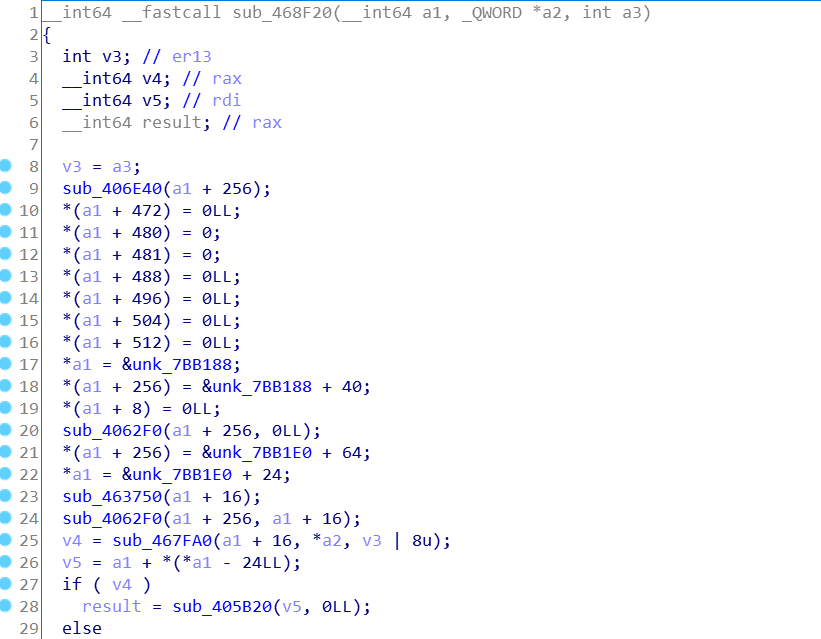 1 __int64 __fastcall sub_468F20(__int64 a1, _QWORD *a2, int a3)
2 {
3 int v3; // er13
4 __int64 v4; // rax
5 __int64 v5; // rdi
6 __int64 result; // rax
7
8 v3 = a3;
9 sub_406E40(a1 + 256);
10 *(a1 + 472) = 0LL;
11 *(a1 + 480) = 0;
12 *(a1 + 481) = 0;
13 *(a1 + 488) = 0LL;
14 *(a1 + 496) = 0LL;
15 *(a1 + 504) = 0LL;
16 *(a1 + 512) = 0LL;
17 *a1 = &unk_7BB188;
18 *(a1 + 256) = &unk_7BB188 + 40;
19 *(a1 + 8) = 0LL;
20 sub_4062F0(a1 + 256, 0LL);
21 *(a1 + 256) = &unk_7BB1E0 + 64;
22 *a1 = &unk_7BB1E0 + 24;
23 sub_463750(a1 + 16);
24 sub_4062F0(a1 + 256, a1 + 16);
25 v4 = sub_467FA0(a1 + 16, *a2, v3 | 8u);
26 v5 = a1 + *(*a1 - 24LL);
27 if ( v4 )
28 result = sub_405B20(v5, 0LL);
29 else